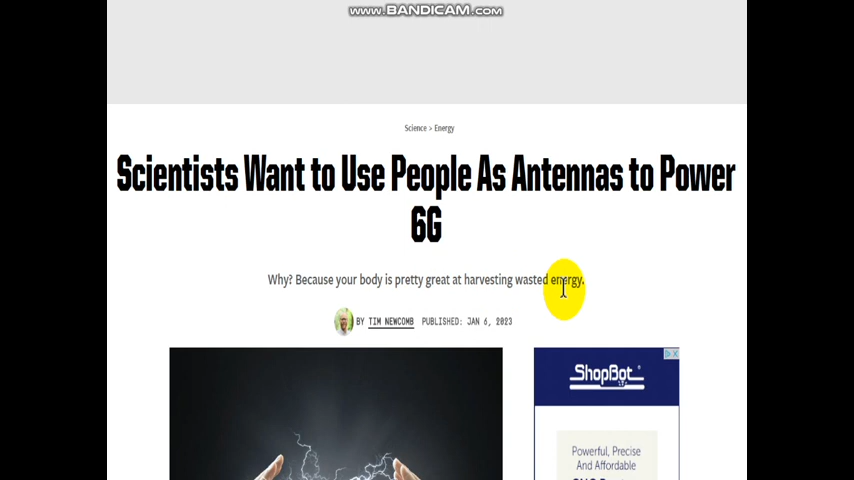 www.BANDICAM.com
Science > Energy
Scientists Want to Use People As Antennas to Power
6G
Why? Because your body is pretty great at harvesting wasted energy.
BY TIM NEWCOMB PUBLISHED: JAN 6, 2023
ShopBot
Powerful, Precise
And Affordable